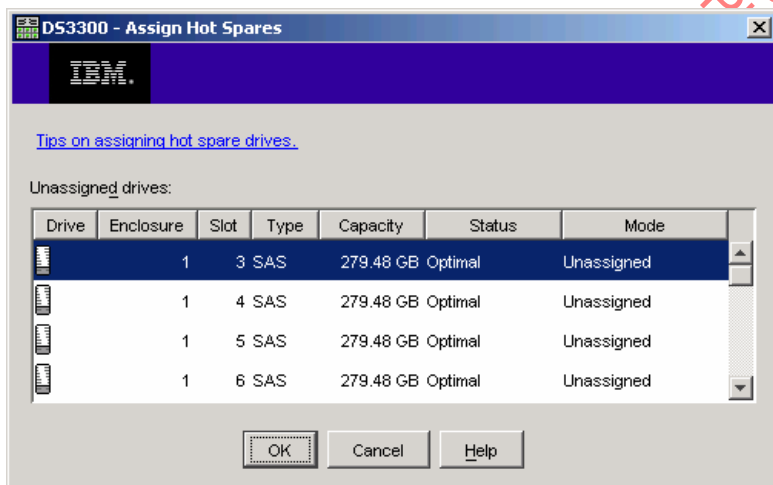 DS3300 - Assign Hot Spares
IBM.
Tips on assigning hot spare drives.
Unassigned drives:
Drive Enclosure Slot Type Capacity Status Mode
1 3 SAS 279.48 GB Optimal Unassigned
1 4 SAS 279.48 GB Optimal Unassigned
1 5 SAS 279.48 GB Optimal Unassigned
1 6 SAS 279.48 GB Optimal Unassigned
OK Cancel Help